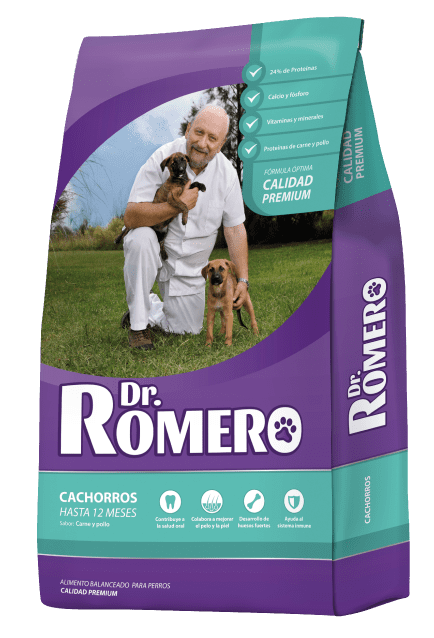 24% de Proteínas
Calcio y fósforo
Vitaminas y minerales
Proteínas de carne y pollo
FÓRMULA ÓPTIMA
CALIDAD
PREMIUM
CALIDAD
PREMIUM
Dr.
ROMERO
Dr.
ROMERO
CACHORROS
HASTA 12 MESES
Sabor: Carne y pollo
Contribuye a
la salud oral
Colabora a mejorar
el pelo y la piel
Desarrollo de
huesos fuertes
Ayuda al
sistema inmune
CACHORROS
ALIMENTO BALANCEADO PARA PERROS
CALIDAD PREMIUM